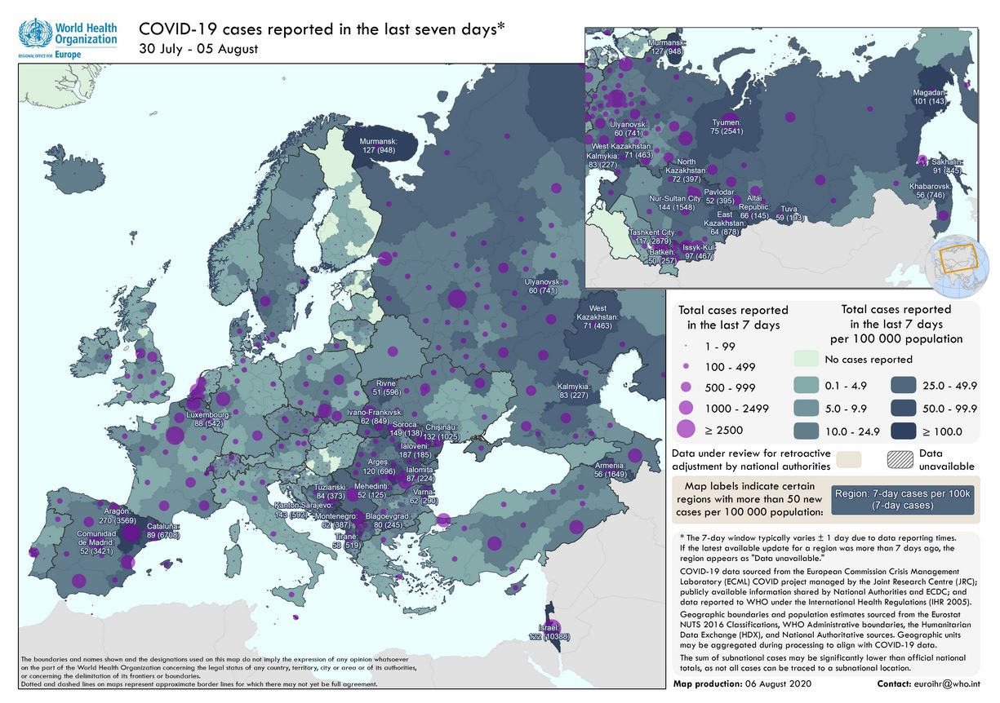 World Health
Organization
REGIONAL OFFICE FOR Europe
COVID-19 cases reported in the last seven days*
30 July - 05 August
Murmansk:
127 (948)
Ulyanovsk:
60 (741)
West
Kazakhstan:
71 (463)
Kalmykia:
83 (227)
Rivne:
51 (596)
Ivano-Frankivsk:
62 (849)
Soroca:
149 (138)
Chișinău:
132 (1025)
Ialoveni:
187 (185)
Luxembourg:
88 (542)
Argeș:
120 (696)
Ialomița:
87 (224)
Armenia:
56 (1649)
Tuzlanski:
84 (373)
Mehedinți:
52 (125)
Varna:
62 (290)
Kanton Sarajevo:
143 (592)
Montenegro:
62 (387)
Blagoevgrad:
80 (245)
Tiranë:
58 (519)
Aragón:
270 (3569)
Cataluña:
89 (6708)
Comunidad
de Madrid:
52 (3421)
Israel:
122 (10388)
Murmansk:
127 (948)
Magadan:
101 (143)
Tyumen:
75 (2541)
Ulyanovsk:
60 (741)
West Kazakhstan:
71 (463)
Kalmykia:
83 (227)
North
Kazakhstan:
72 (397)
Sakhalin:
91 (445)
Khabarovsk:
56 (746)
Nur-Sultan City:
144 (1548)
Pavlodar:
52 (395)
Altai
Republic:
66 (145)
Tuva:
59 (193)
East
Kazakhstan:
64 (878)
Tashkent City:
117 (2879)
Batken:
50 (257)
Issyk-Kul:
97 (467)
Total cases reported
in the last 7 days
1 - 99
100 - 499
500 - 999
1000 - 2499
≥ 2500
Total cases reported
in the last 7 days
per 100 000 population
No cases reported
0.1 - 4.9
5.0 - 9.9
10.0 - 24.9
25.0 - 49.9
50.0 - 99.9
≥ 100.0
Data under review for retroactive
adjustment by national authorities
Data
unavailable
Map labels indicate certain
regions with more than 50 new
cases per 100 000 population:
Region: 7-day cases per 100k
(7-day cases)
* The 7-day window typically varies ± 1 day due to data reporting times.
If the latest available update for a region was more than 7 days ago, the
region appears as "Data unavailable."
COVID-19 data sourced from the European Commission Crisis Management
Laboratory (ECML) COVID project managed by the Joint Research Centre (JRC);
publicly available information shared by National Authorities and ECDC; and
data reported to WHO under the International Health Regulations (IHR 2005).
Geographic boundaries and population estimates sourced from the Eurostat
NUTS 2016 Classifications, WHO Administrative boundaries, the Humanitarian
Data Exchange (HDX), and National Authoritative sources. Geographic units
may be aggregated during processing to align with COVID-19 data.
The sum of subnational cases may be significantly lower than official national
totals, as not all cases can be traced to a subnational location.
The boundaries and names shown and the designations used on this map do not imply the expression of any opinion whatsoever
on the part of the World Health Organization concerning the legal status of any country, territory, city or area or of its authorities,
or concerning the delimitation of its frontiers or boundaries.
Dotted and dashed lines on maps represent approximate border lines for which there may not yet be full agreement.
Map production: 06 August 2020
Contact: euroihr@who.int